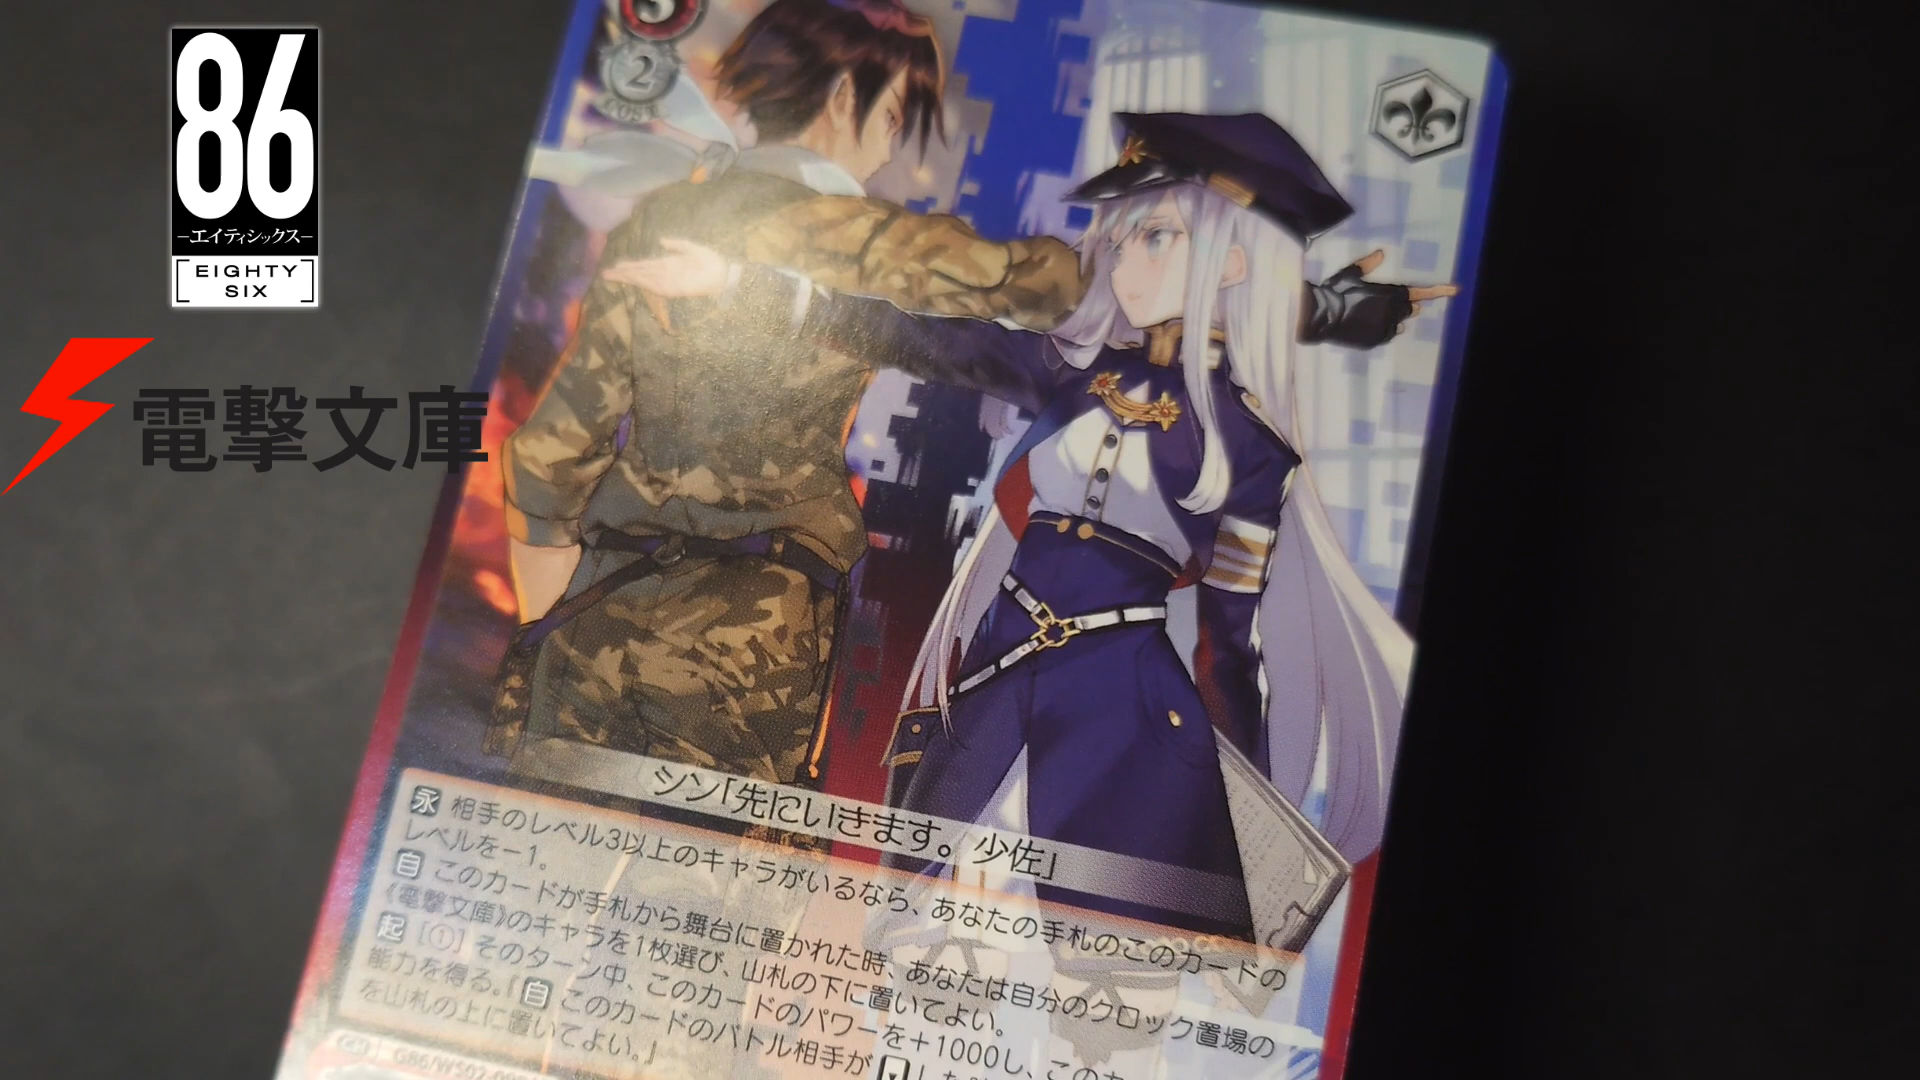 86
-エイティシックス-
EIGHTY
SIX
電撃文庫
3
2
COST
シン「先にいきます。少佐」
永 相手のレベル3以上のキャラがいるなら、あなたの手札のこのカードの
レベルを－1。
自 このカードが手札から舞台に置かれた時、あなたは自分のクロック置場の
《電撃文庫》のキャラを1枚選び、山札の下に置いてよい。
起 ［①］ そのターン中、このカードのパワーを＋1000し、このカ
能力を得る。『自 このカードのバトル相手が
を山札の上に置いてよい。』
G86/WS02-